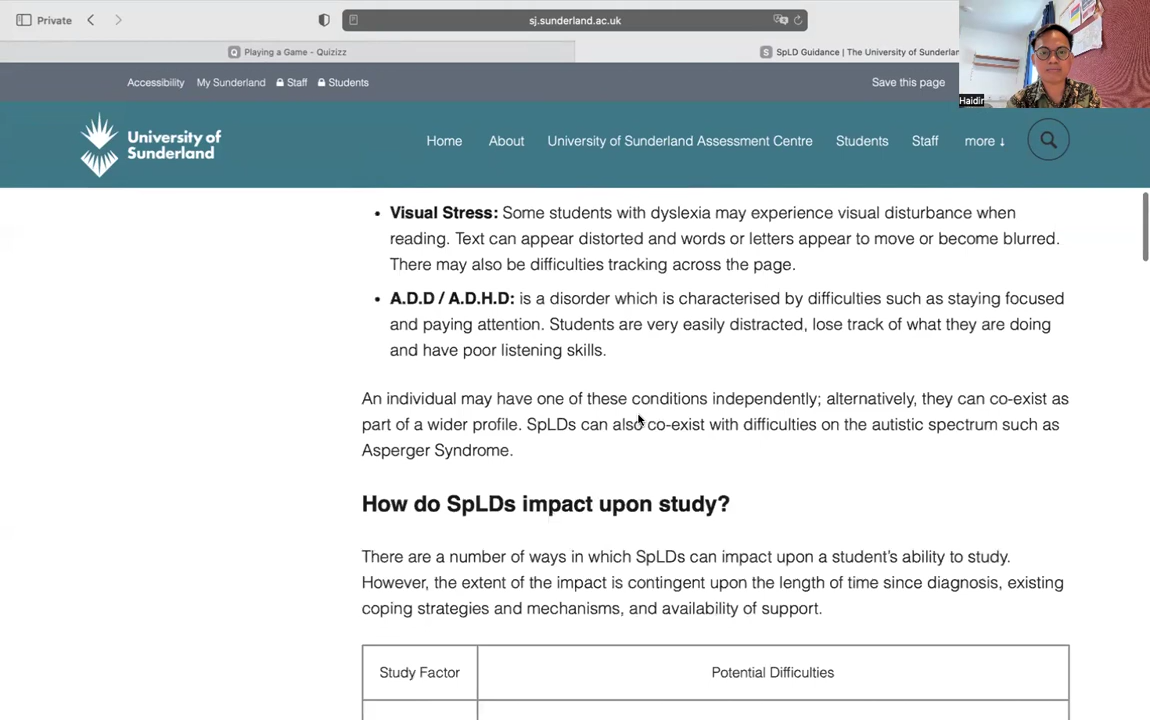 Private
sj.sunderland.ac.uk
Playing a Game - Quizizz
SpLD Guidance | The University of Sunderlan
Accessibility My Sunderland Staff Students
Save this page
Haidir
University of
Sunderland
Home About University of Sunderland Assessment Centre Students Staff more ↓
• Visual Stress: Some students with dyslexia may experience visual disturbance when
reading. Text can appear distorted and words or letters appear to move or become blurred.
There may also be difficulties tracking across the page.
• A.D.D / A.D.H.D: is a disorder which is characterised by difficulties such as staying focused
and paying attention. Students are very easily distracted, lose track of what they are doing
and have poor listening skills.
An individual may have one of these conditions independently; alternatively, they can co-exist as
part of a wider profile. SpLDs can also co-exist with difficulties on the autistic spectrum such as
Asperger Syndrome.
How do SpLDs impact upon study?
There are a number of ways in which SpLDs can impact upon a student's ability to study.
However, the extent of the impact is contingent upon the length of time since diagnosis, existing
coping strategies and mechanisms, and availability of support.
Study Factor
Potential Difficulties